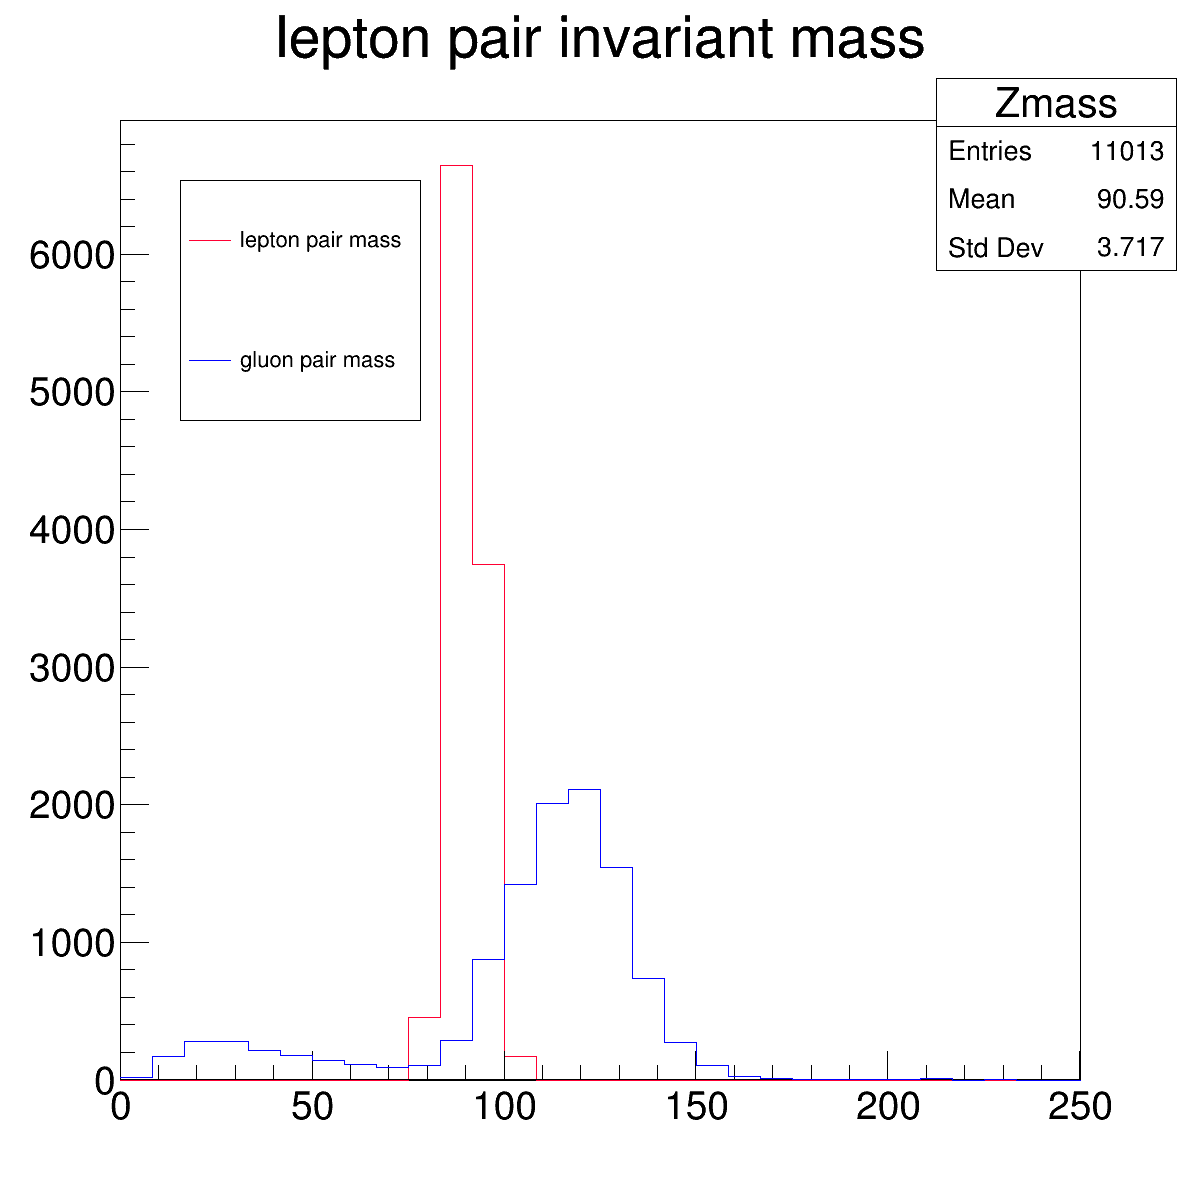 lepton pair invariant mass
Zmass
Entries 11013
Mean 90.59
Std Dev 3.717
lepton pair mass
gluon pair mass
6000
5000
4000
3000
2000
1000
0
0 50 100 150 200 250